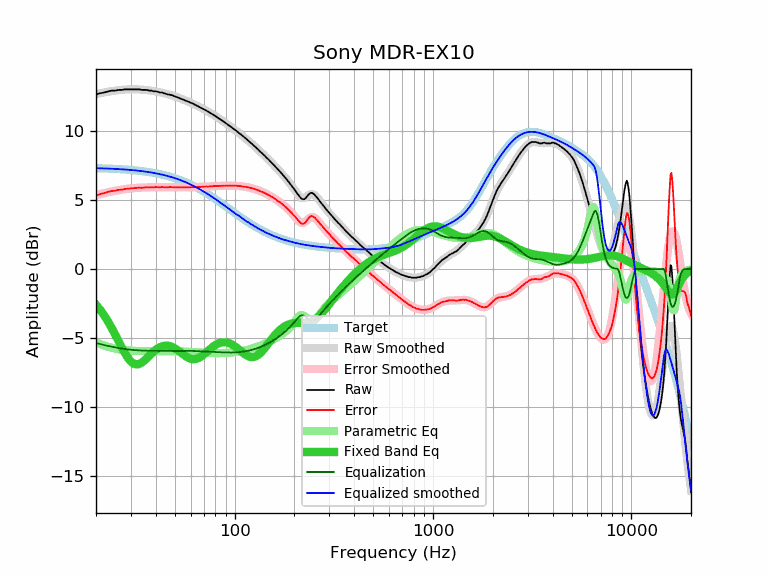 Sony MDR-EX10
Amplitude (dBr)
10
5
0
−5
−10
−15
Target
Raw Smoothed
Error Smoothed
Raw
Error
Parametric Eq
Fixed Band Eq
Equalization
Equalized smoothed
100 1000 10000
Frequency (Hz)